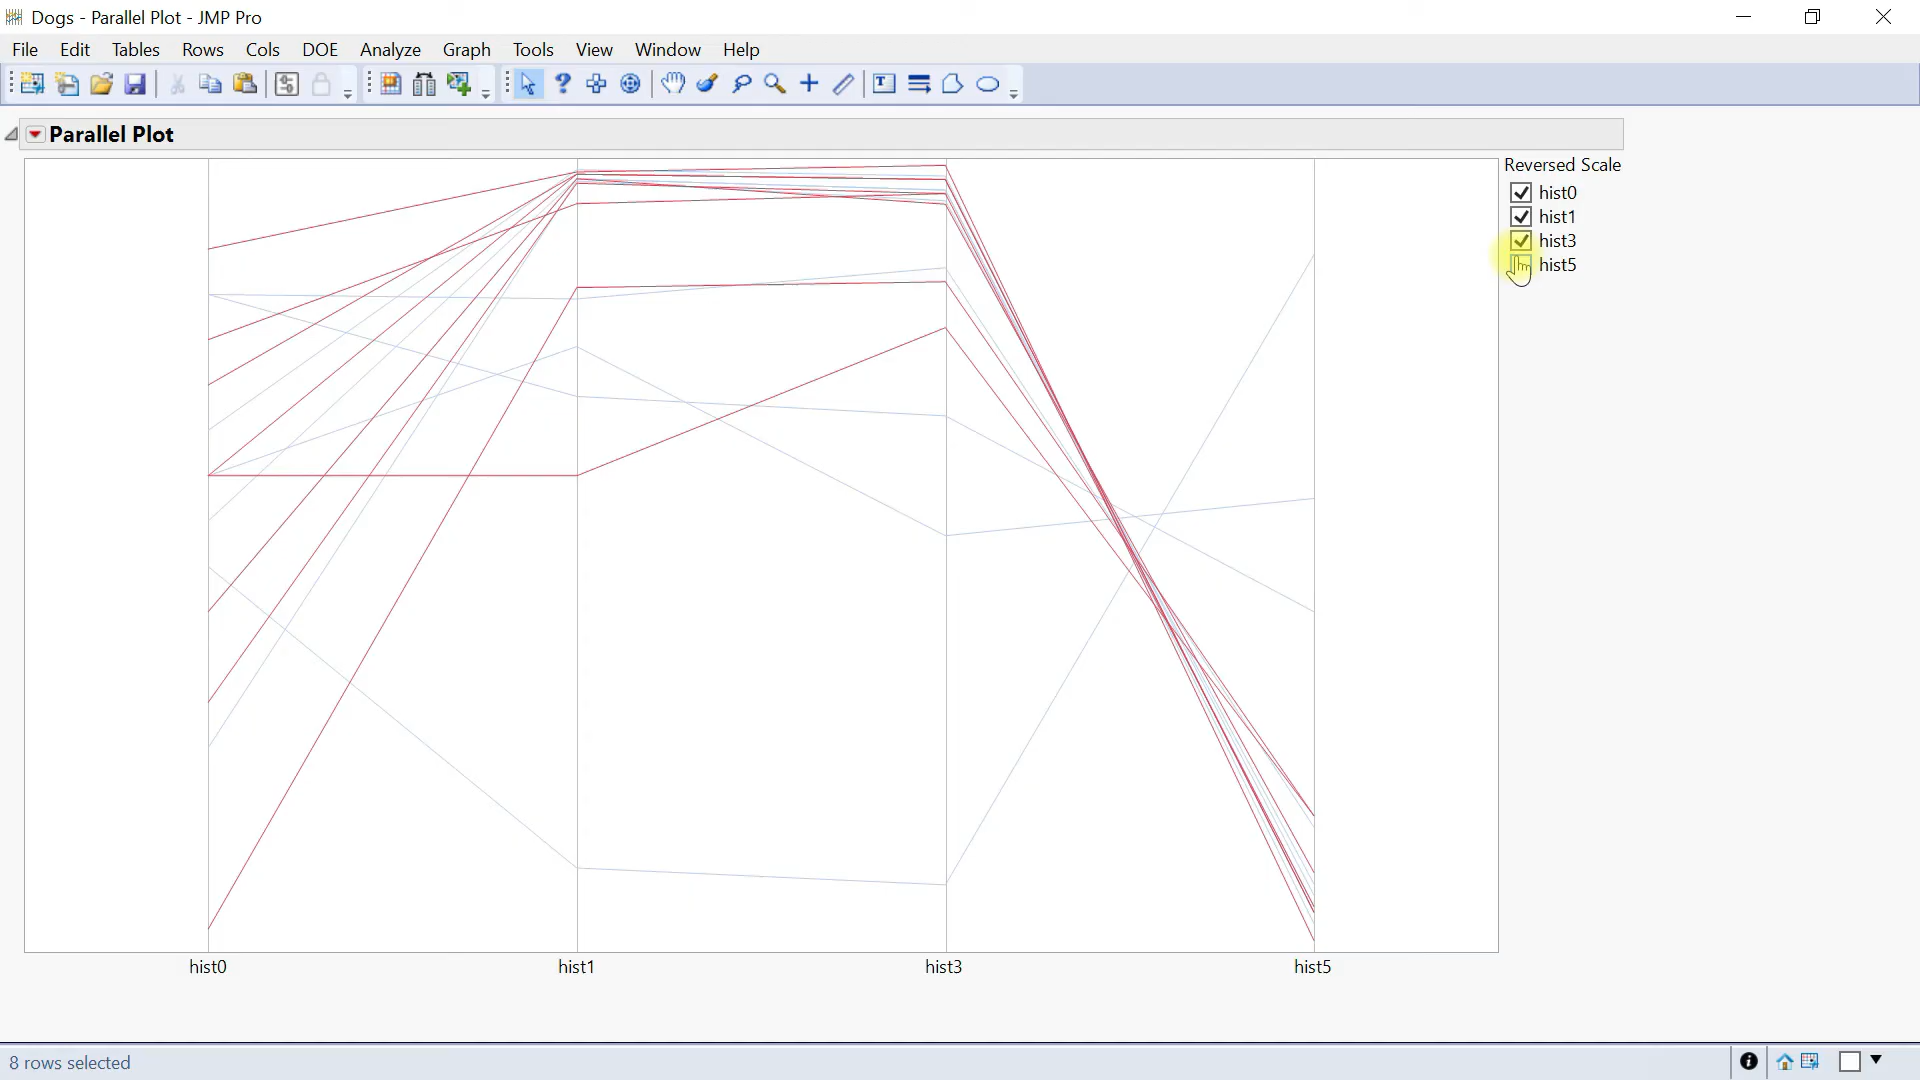 Dogs - Parallel Plot - JMP Pro
File Edit Tables Rows Cols DOE Analyze Graph Tools View Window Help
Parallel Plot
Reversed Scale
hist0
hist1
hist3
hist5
hist0 hist1 hist3 hist5
8 rows selected